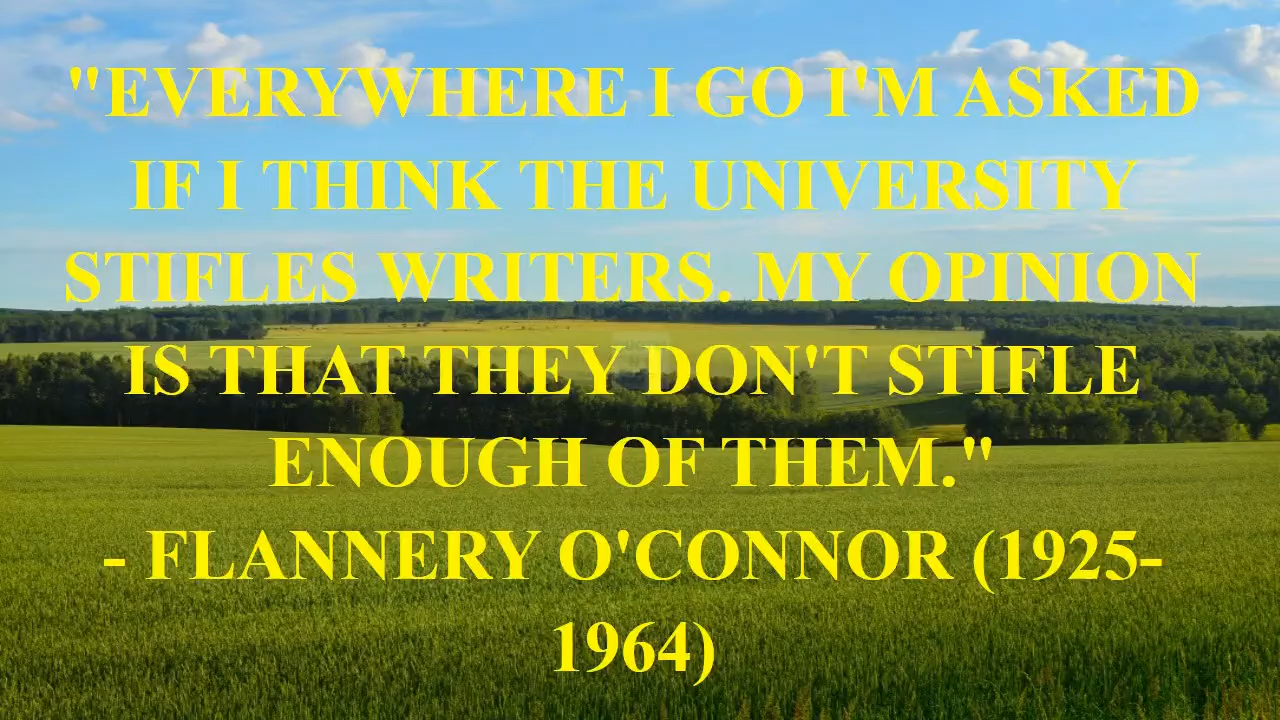 "EVERYWHERE I GO I'M ASKED
IF I THINK THE UNIVERSITY
STIFLES WRITERS. MY OPINION
IS THAT THEY DON'T STIFLE
ENOUGH OF THEM."
- FLANNERY O'CONNOR (1925-
1964)